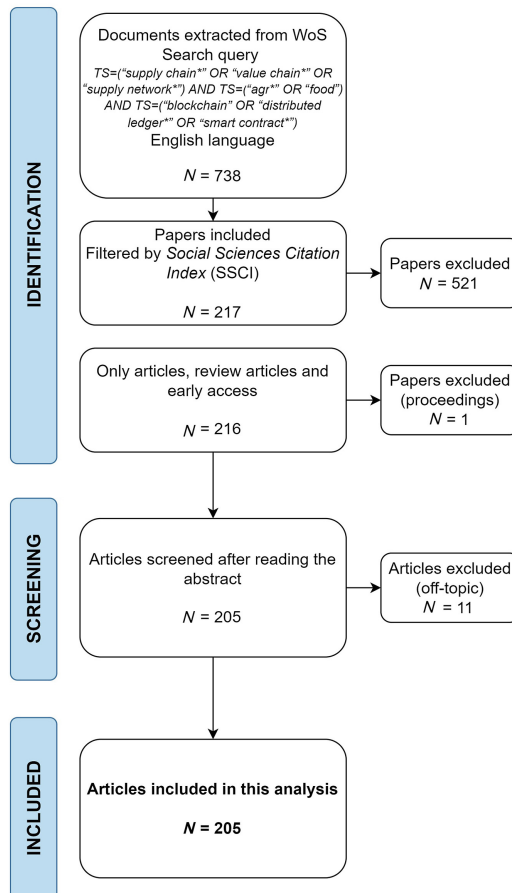 IDENTIFICATION
Documents extracted from WoS
Search query
TS=(“supply chain*” OR “value chain*” OR
“supply network*”) AND TS=(“agr*” OR “food”)
AND TS=(“blockchain” OR “distributed
ledger*” OR “smart contract*”)
English language
N = 738
Papers included
Filtered by Social Sciences Citation
Index (SSCI)
N = 217
Papers excluded
N = 521
Only articles, review articles and
early access
N = 216
Papers excluded
(proceedings)
N = 1
SCREENING
Articles screened after reading the
abstract
N = 205
Articles excluded
(off-topic)
N = 11
INCLUDED
Articles included in this analysis
N = 205